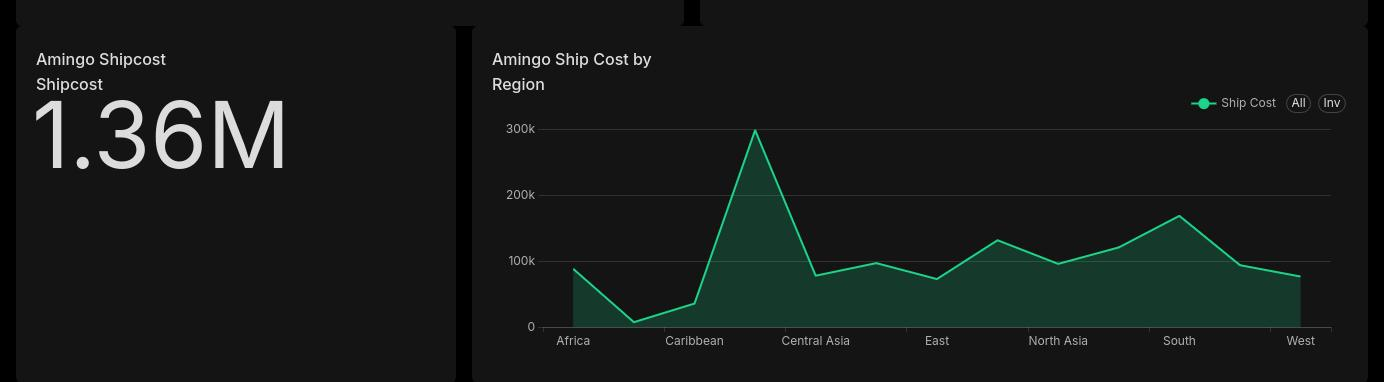 Amingo Shipcost
Shipcost
1.36M
Amingo Ship Cost by
Region
Ship Cost All Inv
300k
200k
100k
0
Africa Caribbean Central Asia East North Asia South West